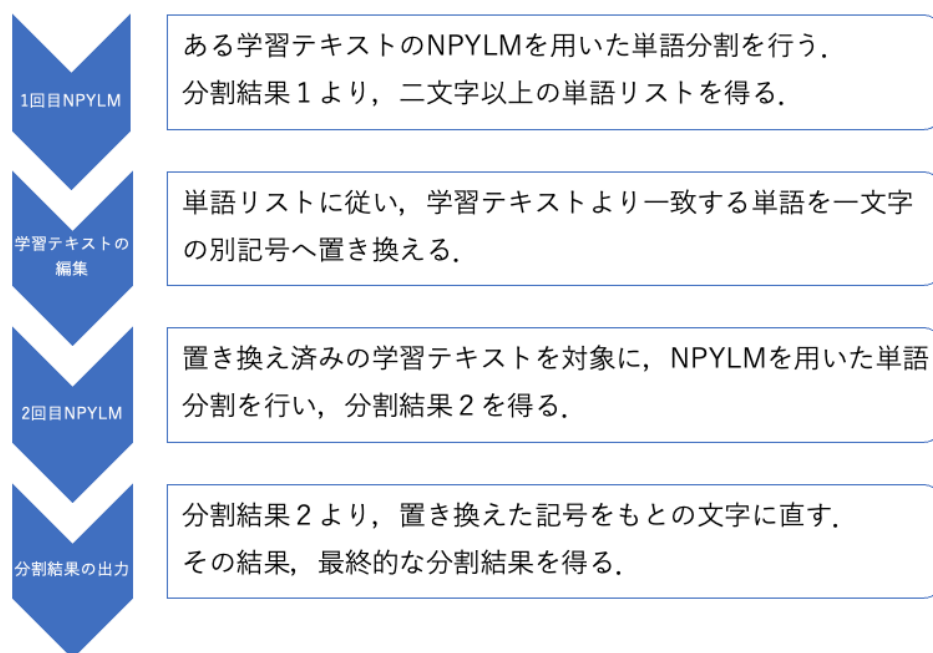 1回目NPYLM
ある学習テキストのNPYLMを用いた単語分割を行う．
分割結果１より，二文字以上の単語リストを得る．
学習テキストの
編集
単語リストに従い，学習テキストより一致する単語を一文字
の別記号へ置き換える．
2回目NPYLM
置き換え済みの学習テキストを対象に，NPYLMを用いた単語
分割を行い，分割結果２を得る．
分割結果の出力
分割結果２より，置き換えた記号をもとの文字に直す．
その結果，最終的な分割結果を得る．